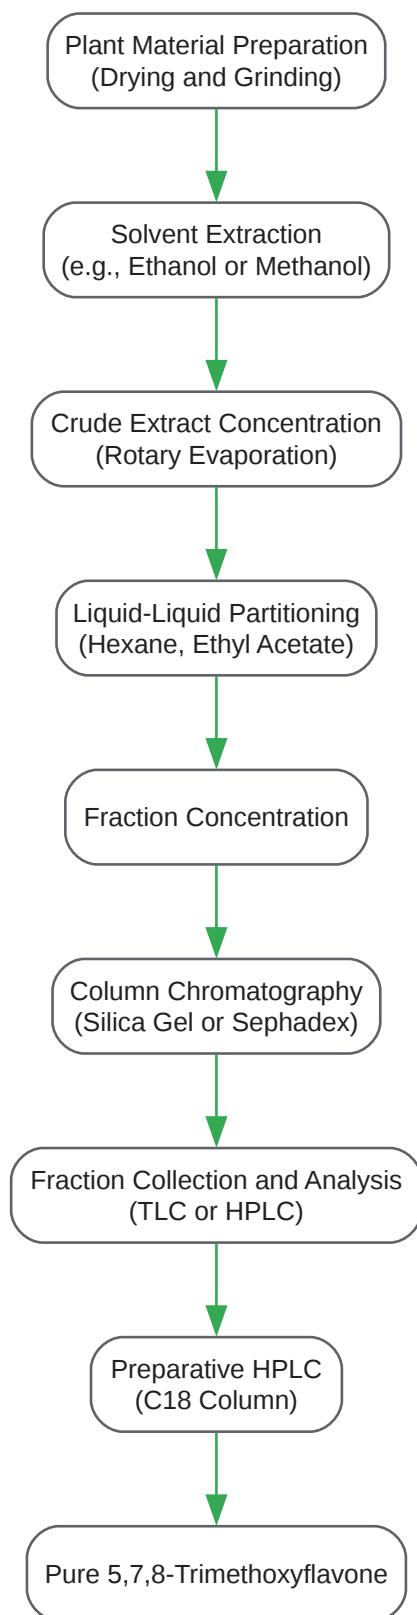 Plant Material Preparation
(Drying and Grinding)
Solvent Extraction
(e.g., Ethanol or Methanol)
Crude Extract Concentration
(Rotary Evaporation)
Liquid-Liquid Partitioning
(Hexane, Ethyl Acetate)
Fraction Concentration
Column Chromatography
(Silica Gel or Sephadex)
Fraction Collection and Analysis
(TLC or HPLC)
Preparative HPLC
(C18 Column)
Pure 5,7,8-Trimethoxyflavone